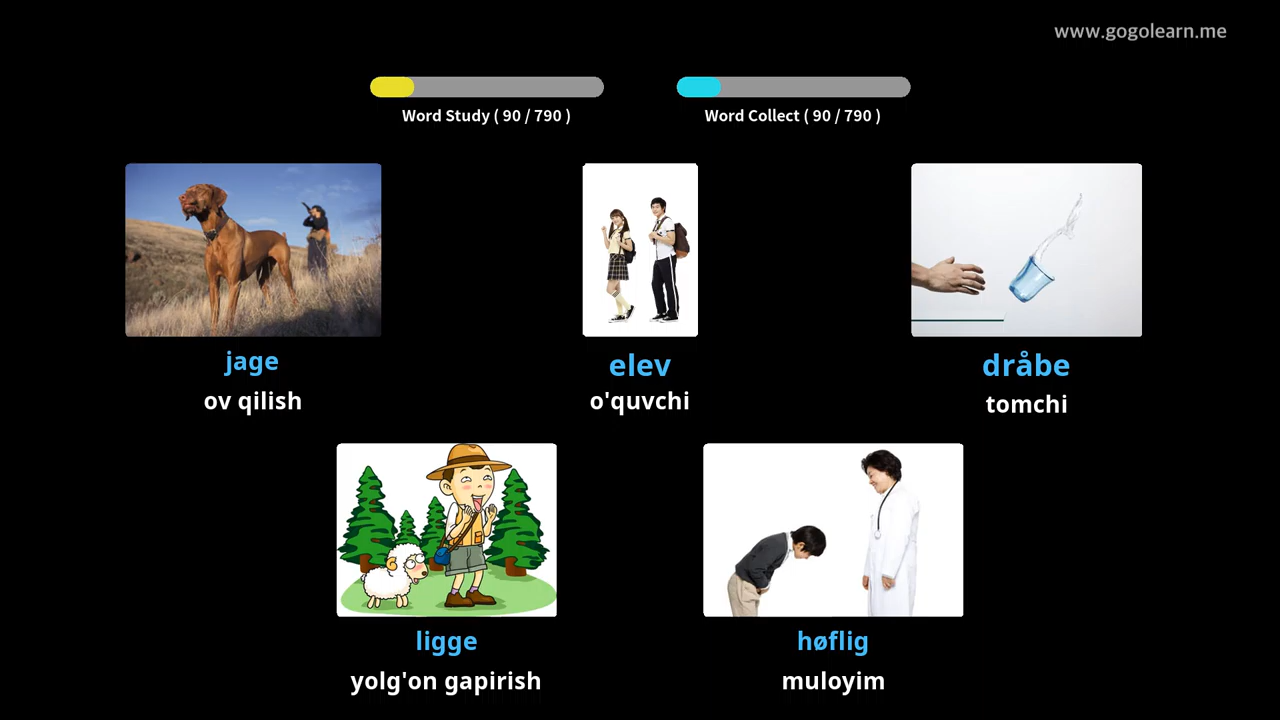 www.gogolearn.me
Word Study ( 90 / 790 )
Word Collect ( 90 / 790 )
jage
ov qilish
elev
o'quvchi
dråbe
tomchi
ligge
yolg'on gapirish
høflig
muloyim